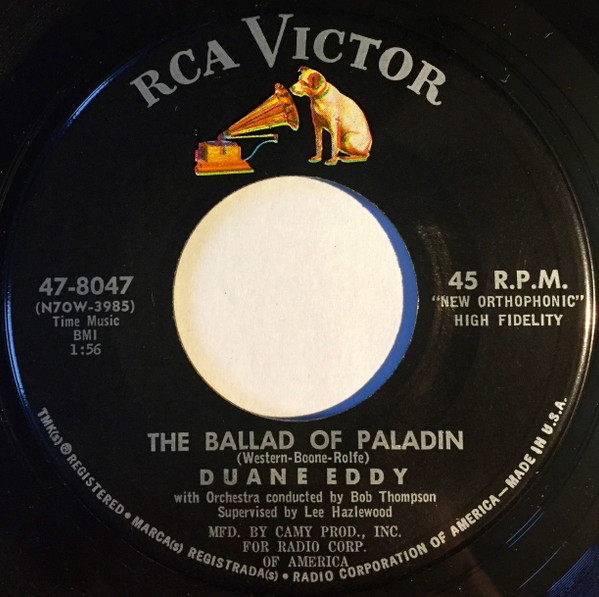 RCA VICTOR
47-8047
(N7OW-3985)
Time Music
BMI
1:56
45 R.P.M.
"NEW ORTHOPHONIC"
HIGH FIDELITY
THE BALLAD OF PALADIN
(Western-Boone-Rolfe)
DUANE EDDY
with Orchestra conducted by Bob Thompson
Supervised by Lee Hazlewood
MFD. BY CAMY PROD., INC.
FOR RADIO CORP.
OF AMERICA
TMK(s) ® REGISTERED • MARCA(s) REGISTRADA(s) • RADIO CORPORATION OF AMERICA—MADE IN U.S.A.